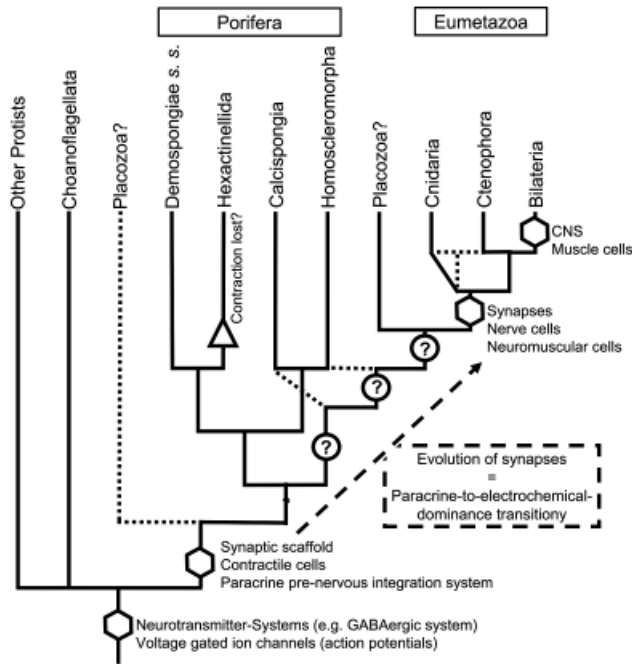 Porifera
Eumetazoa
Other Protists
Choanoflagellata
Placozoa?
Demospongiae s. s.
Hexactinellida
Calcispongia
Homoscleromorpha
Placozoa?
Cnidaria
Ctenophora
Bilateria
Contraction lost?
CNS
Muscle cells
Synapses
Nerve cells
Neuromuscular cells
?
?
?
Evolution of synapses
=
Paracrine-to-electrochemical-
dominance transitiony
Synaptic scaffold
Contractile cells
Paracrine pre-nervous integration system
Neurotransmitter-Systems (e.g. GABAergic system)
Voltage gated ion channels (action potentials)